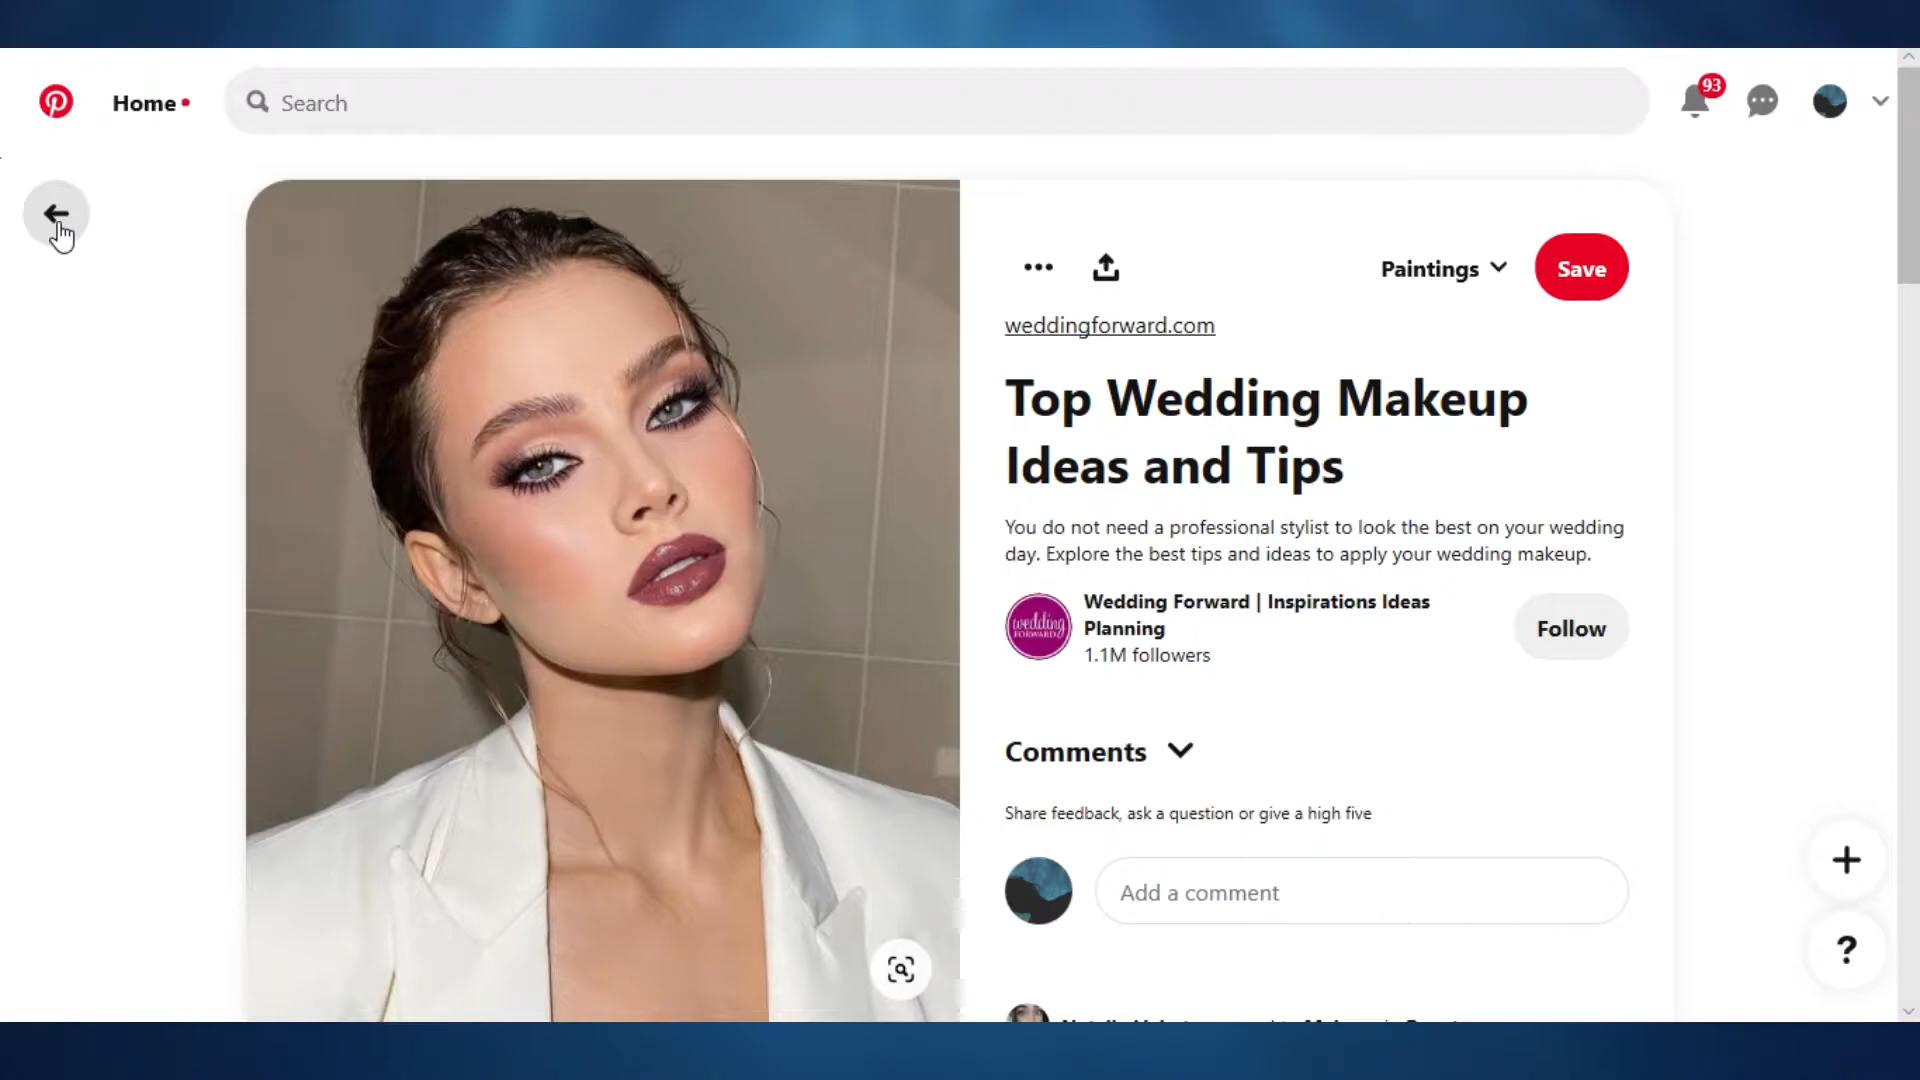 Home
Search
93
Paintings
Save
weddingforward.com
Top Wedding Makeup
Ideas and Tips
You do not need a professional stylist to look the best on your wedding
day. Explore the best tips and ideas to apply your wedding makeup.
wedding
FORWARD
Wedding Forward | Inspirations Ideas
Planning
1.1M followers
Follow
Comments
Share feedback, ask a question or give a high five
Add a comment